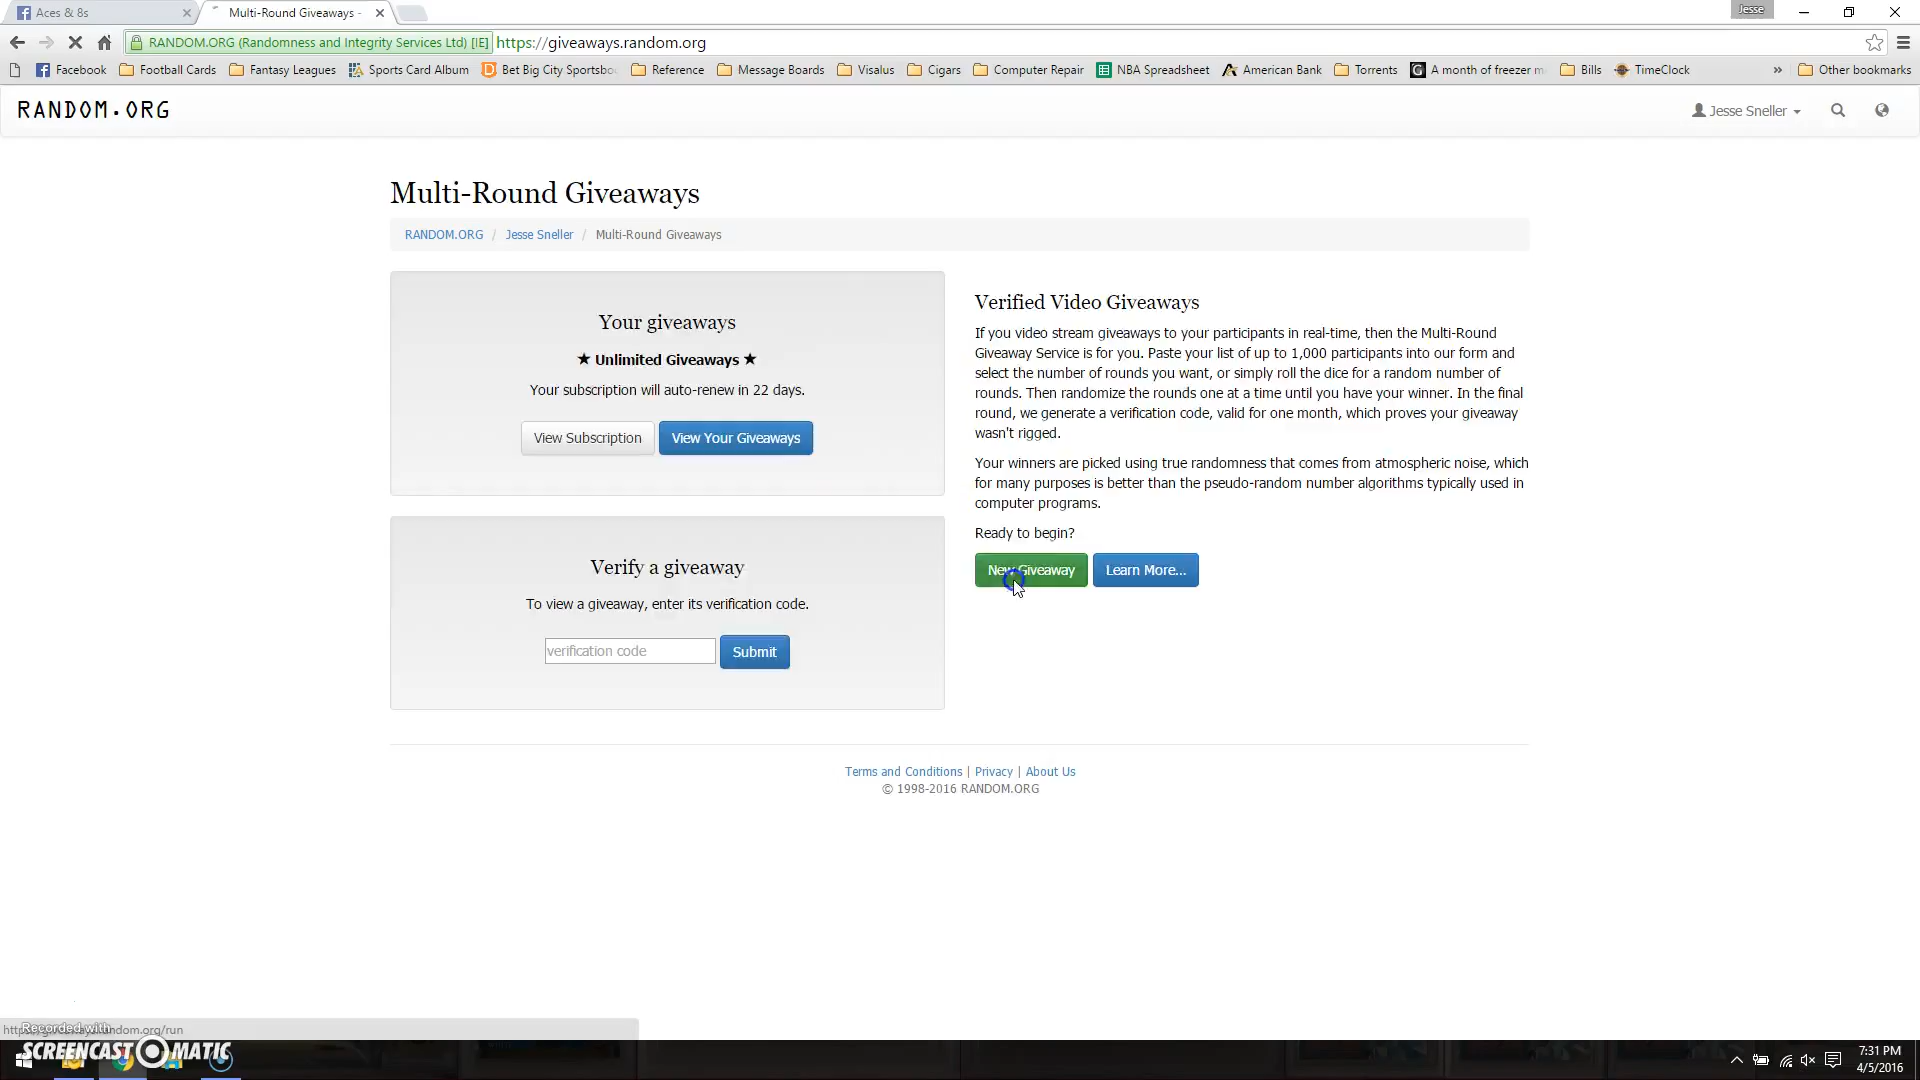 Aces & 8s
Multi-Round Giveaways -
Jesse
RANDOM.ORG (Randomness and Integrity Services Ltd) [IE] https://giveaways.random.org
Facebook Football Cards Fantasy Leagues Sports Card Album Bet Big City Sportsbo Reference Message Boards Visalus Cigars Computer Repair NBA Spreadsheet American Bank Torrents A month of freezer m Bills TimeClock » Other bookmarks
RANDOM.ORG
Jesse Sneller
Multi-Round Giveaways
RANDOM.ORG / Jesse Sneller / Multi-Round Giveaways
Your giveaways
★ Unlimited Giveaways ★
Your subscription will auto-renew in 22 days.
View Subscription View Your Giveaways
Verify a giveaway
To view a giveaway, enter its verification code.
verification code Submit
Verified Video Giveaways
If you video stream giveaways to your participants in real-time, then the Multi-Round
Giveaway Service is for you. Paste your list of up to 1,000 participants into our form and
select the number of rounds you want, or simply roll the dice for a random number of
rounds. Then randomize the rounds one at a time until you have your winner. In the final
round, we generate a verification code, valid for one month, which proves your giveaway
wasn't rigged.
Your winners are picked using true randomness that comes from atmospheric noise, which
for many purposes is better than the pseudo-random number algorithms typically used in
computer programs.
Ready to begin?
New Giveaway Learn More...
Terms and Conditions | Privacy | About Us
© 1998-2016 RANDOM.ORG
https://giveaways.random.org/run
Recorded with
SCREENCAST MATIC
7:31 PM
4/5/2016